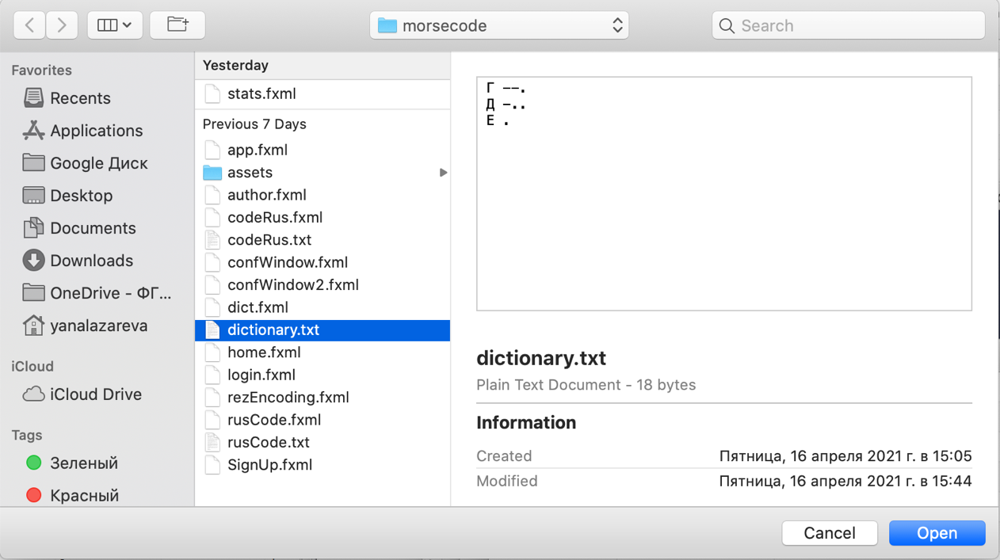 morsecode
Search
Favorites
Recents
Applications
Google Диск
Desktop
Documents
Downloads
OneDrive - ФГ...
yanalazareva
iCloud
iCloud Drive
Tags
Зеленый
Красный
Yesterday
stats.fxml
Previous 7 Days
app.fxml
assets
author.fxml
codeRus.fxml
codeRus.txt
confWindow.fxml
confWindow2.fxml
dict.fxml
dictionary.txt
home.fxml
login.fxml
rezEncoding.fxml
rusCode.fxml
rusCode.txt
SignUp.fxml
Г --.
Д -..
Е .
dictionary.txt
Plain Text Document - 18 bytes
Information
Created Пятница, 16 апреля 2021 г. в 15:05
Modified Пятница, 16 апреля 2021 г. в 15:44
Cancel Open